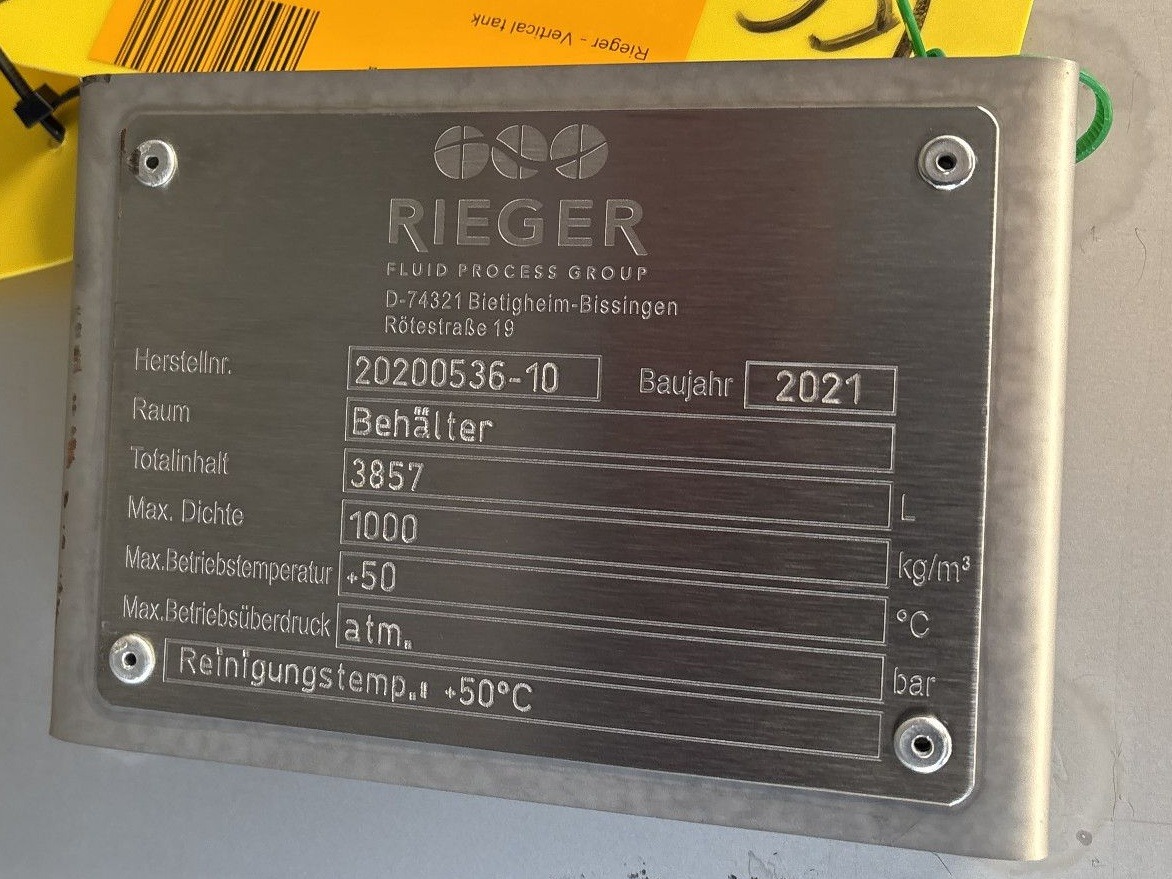 Rieger - Vertical tank
RIEGER
FLUID PROCESS GROUP
D-74321 Bietigheim-Bissingen
Rötestraße 19
Herstellnr. 20200536-10 Baujahr 2021
Raum Behälter
Totalinhalt 3857 L
Max. Dichte 1000 kg/m³
Max.Betriebstemperatur +50 °C
Max.Betriebsüberdruck atm. bar
Reinigungstemp.: +50°C